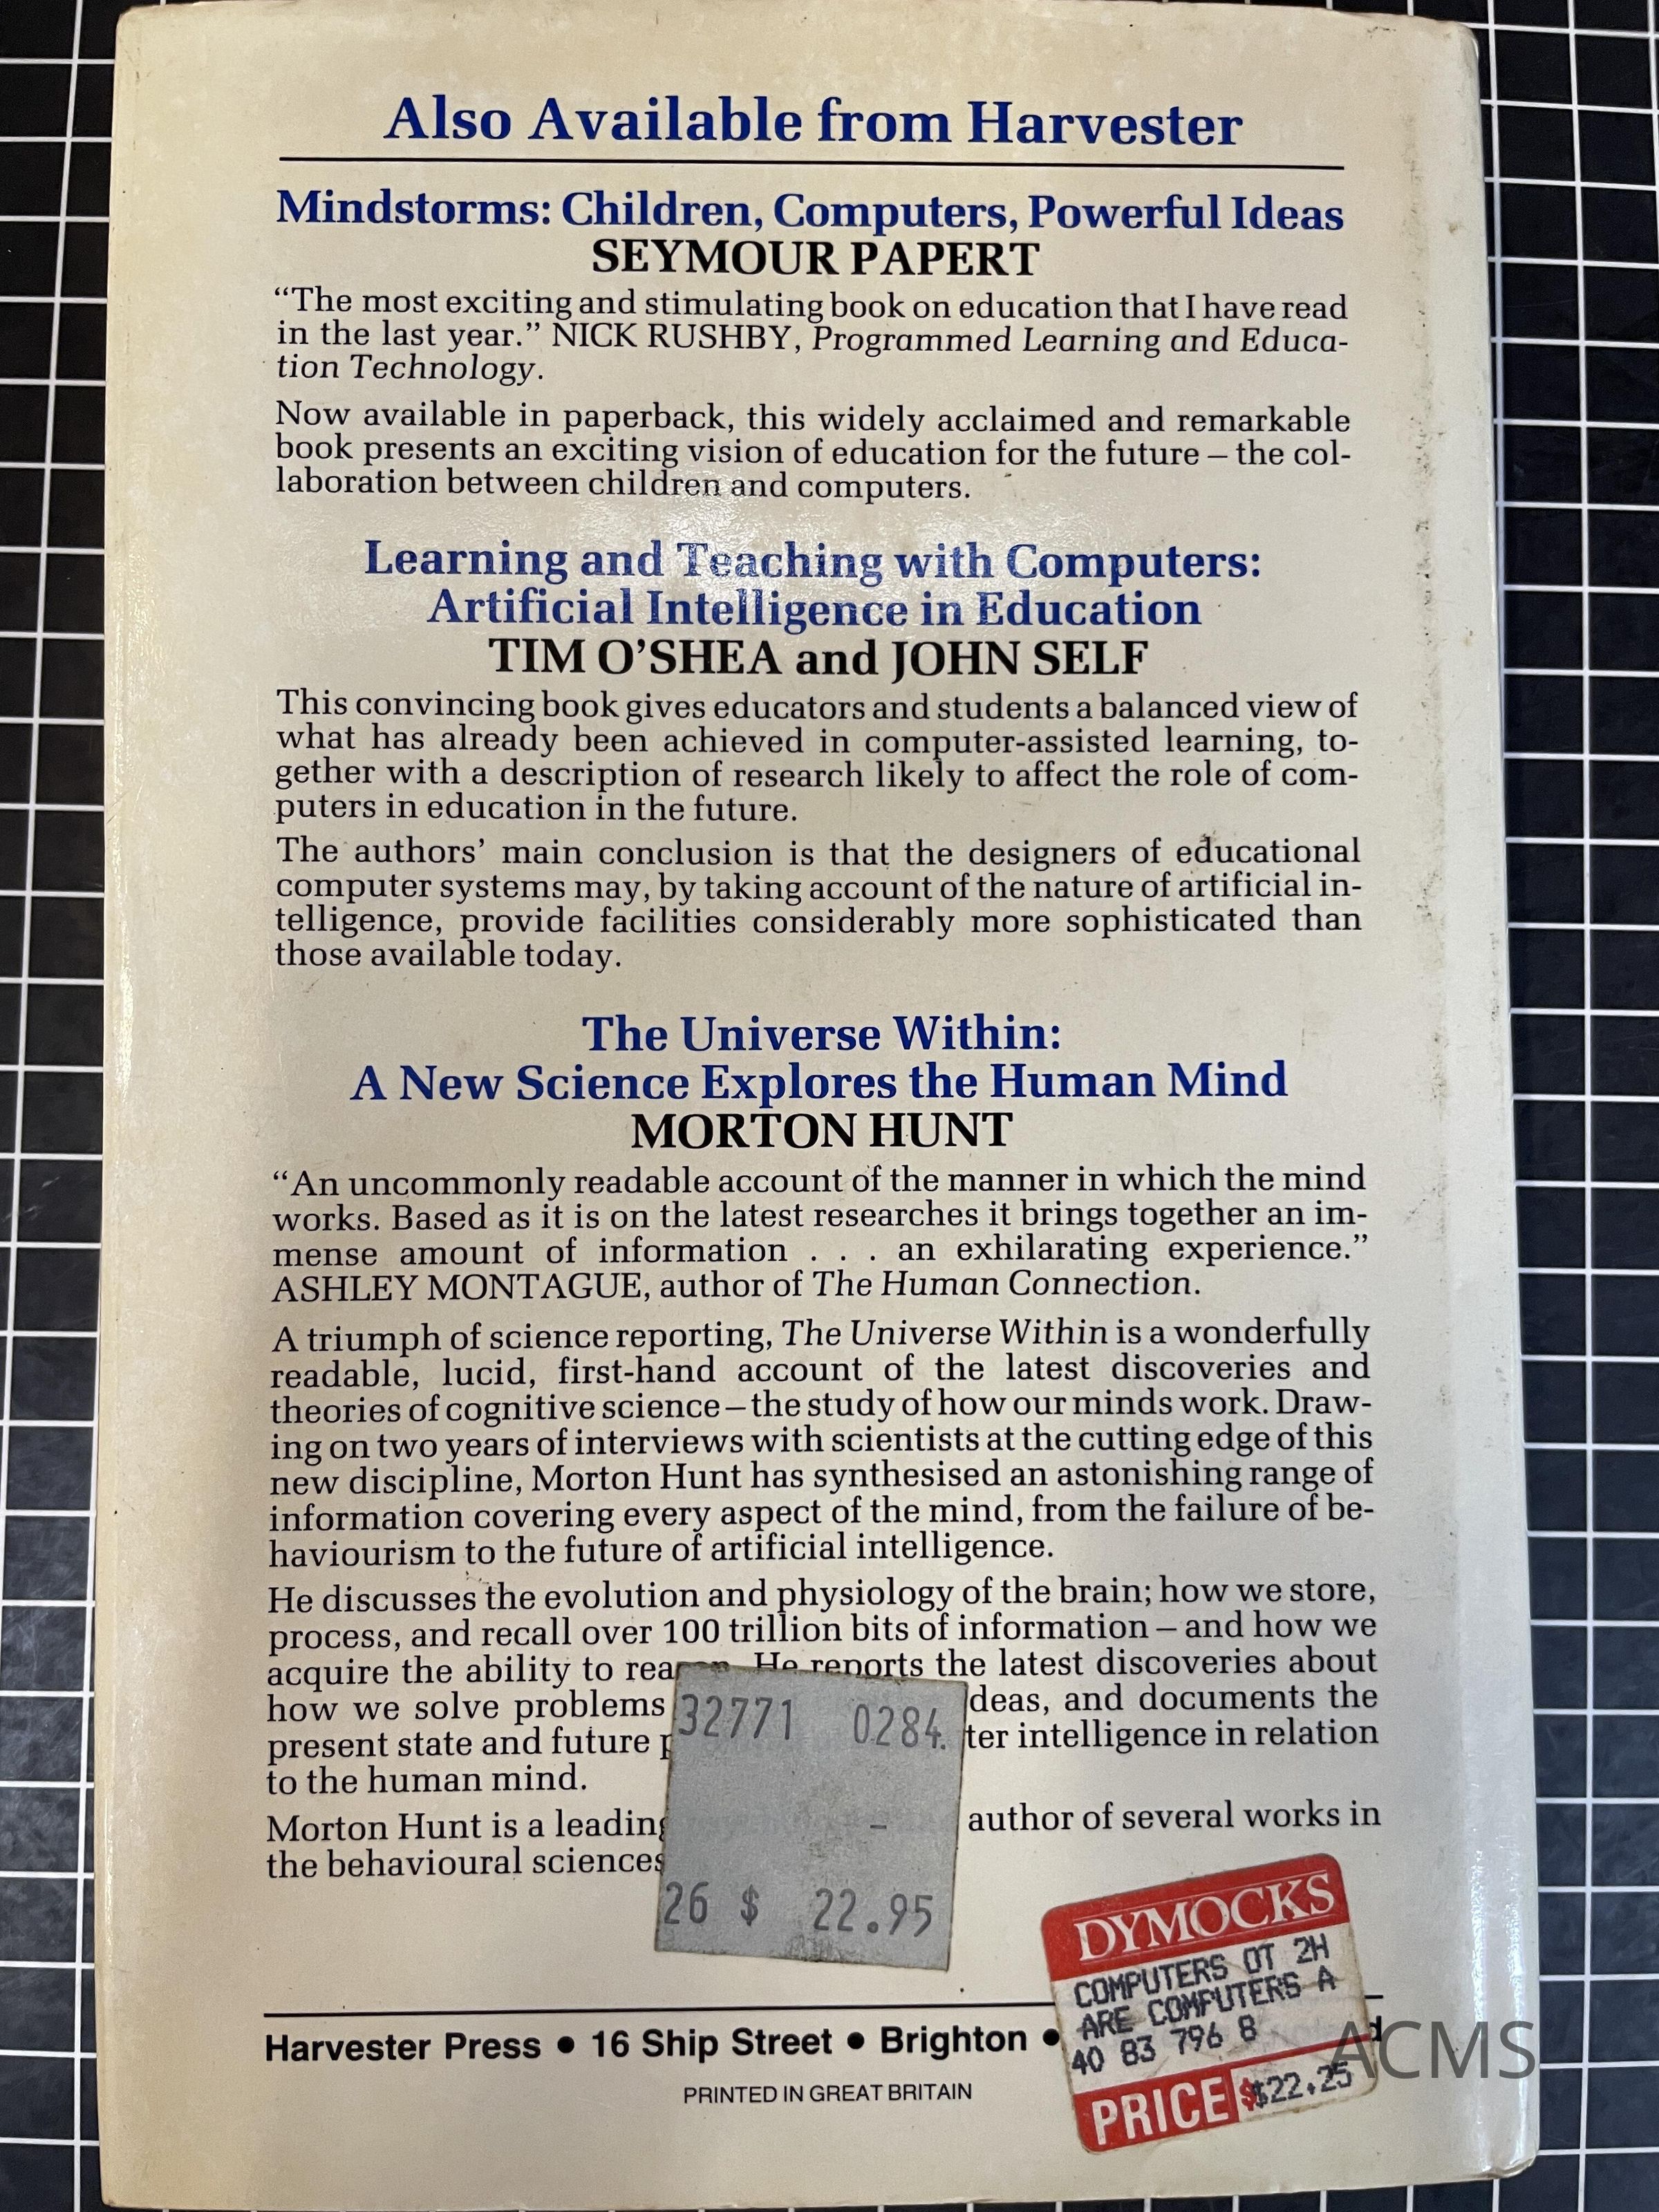 Also Available from Harvester
Mindstorms: Children, Computers, Powerful Ideas
SEYMOUR PAPERT
“The most exciting and stimulating book on education that I have read
in the last year.” NICK RUSHBY, Programmed Learning and Educa-
tion Technology.
Now available in paperback, this widely acclaimed and remarkable
book presents an exciting vision of education for the future – the col-
laboration between children and computers.
Learning and Teaching with Computers:
Artificial Intelligence in Education
TIM O’SHEA and JOHN SELF
This convincing book gives educators and students a balanced view of
what has already been achieved in computer-assisted learning, to-
gether with a description of research likely to affect the role of com-
puters in education in the future.
The authors’ main conclusion is that the designers of educational
computer systems may, by taking account of the nature of artificial in-
telligence, provide facilities considerably more sophisticated than
those available today.
The Universe Within:
A New Science Explores the Human Mind
MORTON HUNT
“An uncommonly readable account of the manner in which the mind
works. Based as it is on the latest researches it brings together an im-
mense amount of information . . . an exhilarating experience.”
ASHLEY MONTAGUE, author of The Human Connection.
A triumph of science reporting, The Universe Within is a wonderfully
readable, lucid, first-hand account of the latest discoveries and
theories of cognitive science – the study of how our minds work. Draw-
ing on two years of interviews with scientists at the cutting edge of this
new discipline, Morton Hunt has synthesised an astonishing range of
information covering every aspect of the mind, from the failure of be-
haviourism to the future of artificial intelligence.
He discusses the evolution and physiology of the brain; how we store,
process, and recall over 100 trillion bits of information – and how we
acquire the ability to He reports the latest discoveries about
how we solve problems deas, and documents the
present state and future ter intelligence in relation
to the human mind.
Morton Hunt is a leading author of several works in
the behavioural sciences
32771 0284.
-
26 $ 22.95
DYMOCKS
COMPUTERS OT 2H
ARE COMPUTERS A
40 83 796 8
PRICE $22.25
Harvester Press • 16 Ship Street • Brighton •
PRINTED IN GREAT BRITAIN
ACMS